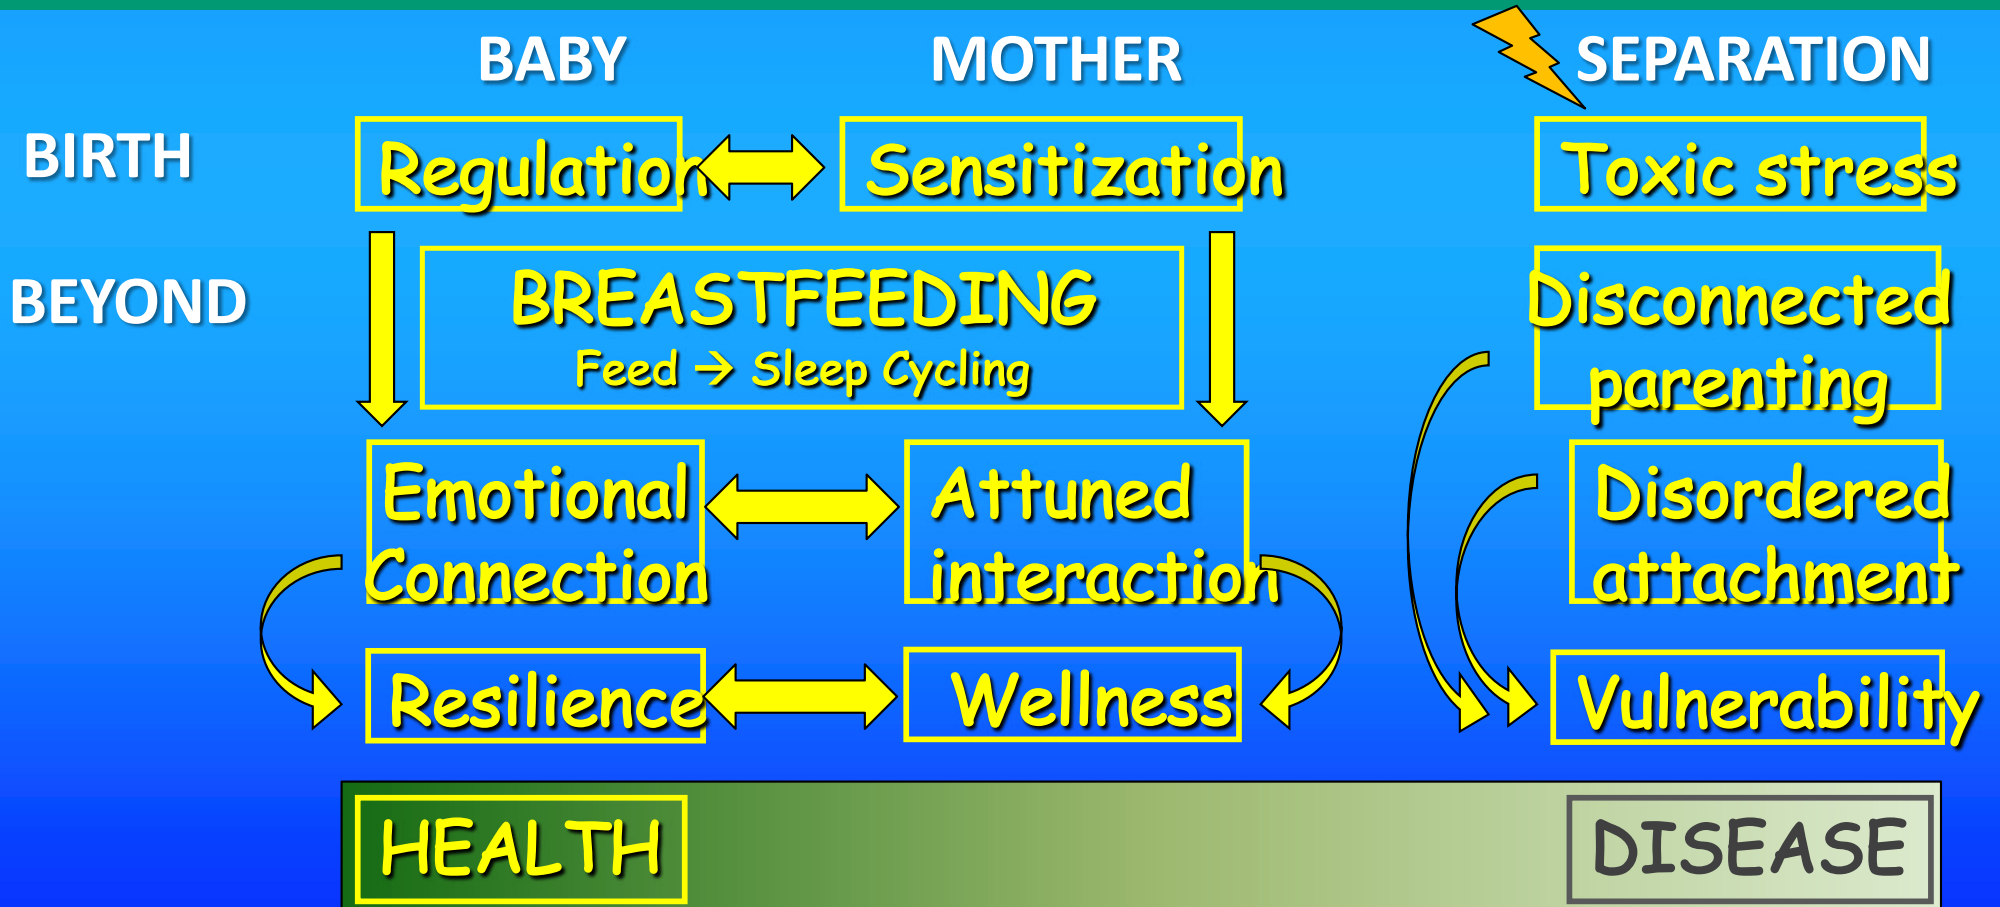 BABY MOTHER SEPARATION
BIRTH Regulation Sensitization Toxic stress
BEYOND
BREASTFEEDING
Feed → Sleep Cycling
Disconnected
parenting
Emotional
Connection
Attuned
interaction
Disordered
attachment
Resilience Wellness Vulnerability
HEALTH DISEASE